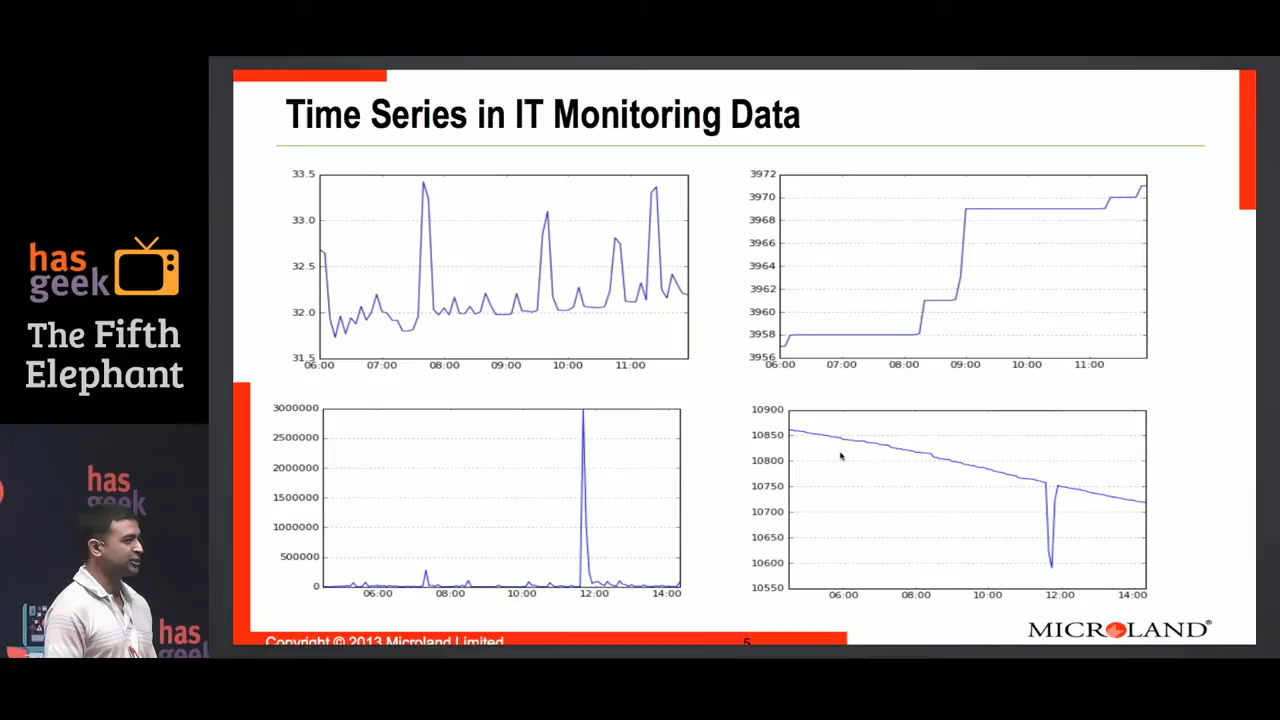 Time Series in IT Monitoring Data
33.5
33.0
32.5
32.0
31.5
06:00 07:00 08:00 09:00 10:00 11:00
3972
3970
3968
3966
3964
3962
3960
3958
3956
06:00 07:00 08:00 09:00 10:00 11:00
has
geek
The Fifth
Elephant
3000000
2500000
2000000
1500000
1000000
500000
0
06:00 08:00 10:00 12:00 14:00
10900
10850
10800
10750
10700
10650
10600
10550
06:00 08:00 10:00 12:00 14:00
has
geek
has
geek
Copyright © 2013 Microland Limited
5
MICROLAND®